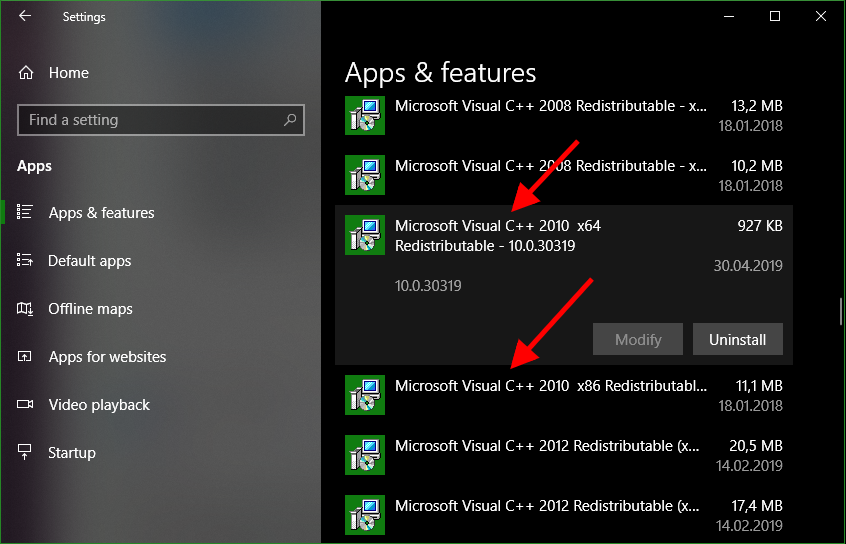 Settings
Home
Find a setting
Apps
Apps & features
Default apps
Offline maps
Apps for websites
Video playback
Startup
Apps & features
Microsoft Visual C++ 2008 Redistributable - x...
13,2 MB
18.01.2018
Microsoft Visual C++ 2008 Redistributable - x...
10,2 MB
18.01.2018
Microsoft Visual C++ 2010  x64
Redistributable - 10.0.30319
927 KB
30.04.2019
10.0.30319
Modify
Uninstall
Microsoft Visual C++ 2010  x86 Redistributabl...
11,1 MB
18.01.2018
Microsoft Visual C++ 2012 Redistributable (x...
20,5 MB
14.02.2019
Microsoft Visual C++ 2012 Redistributable (x...
17,4 MB
14.02.2019